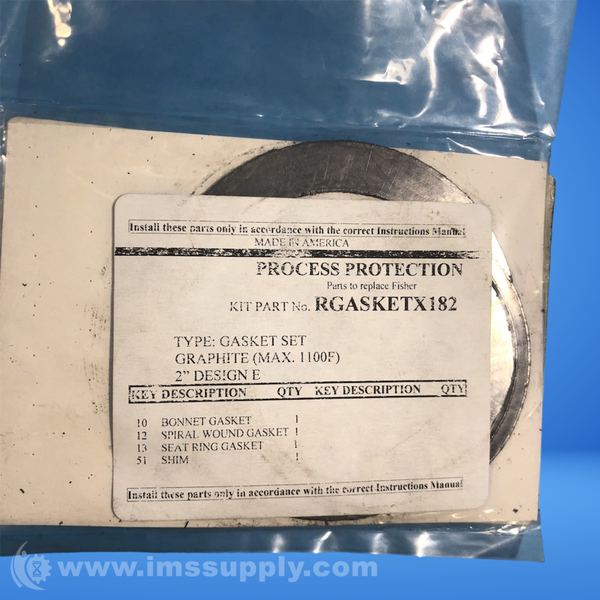 Install these parts only in accordance with the correct Instructions Manual
MADE IN AMERICA
PROCESS PROTECTION
Parts to replace Fisher
KIT PART No. RGASKETX182
TYPE: GASKET SET
GRAPHITE (MAX. 1100F)
2" DESIGN E
KEY DESCRIPTION QTY KEY DESCRIPTION QTY
10 BONNET GASKET 1
12 SPIRAL WOUND GASKET 1
13 SEAT RING GASKET 1
51 SHIM 1
Install these parts only in accordance with the correct Instructions Manual
www.imssupply.com